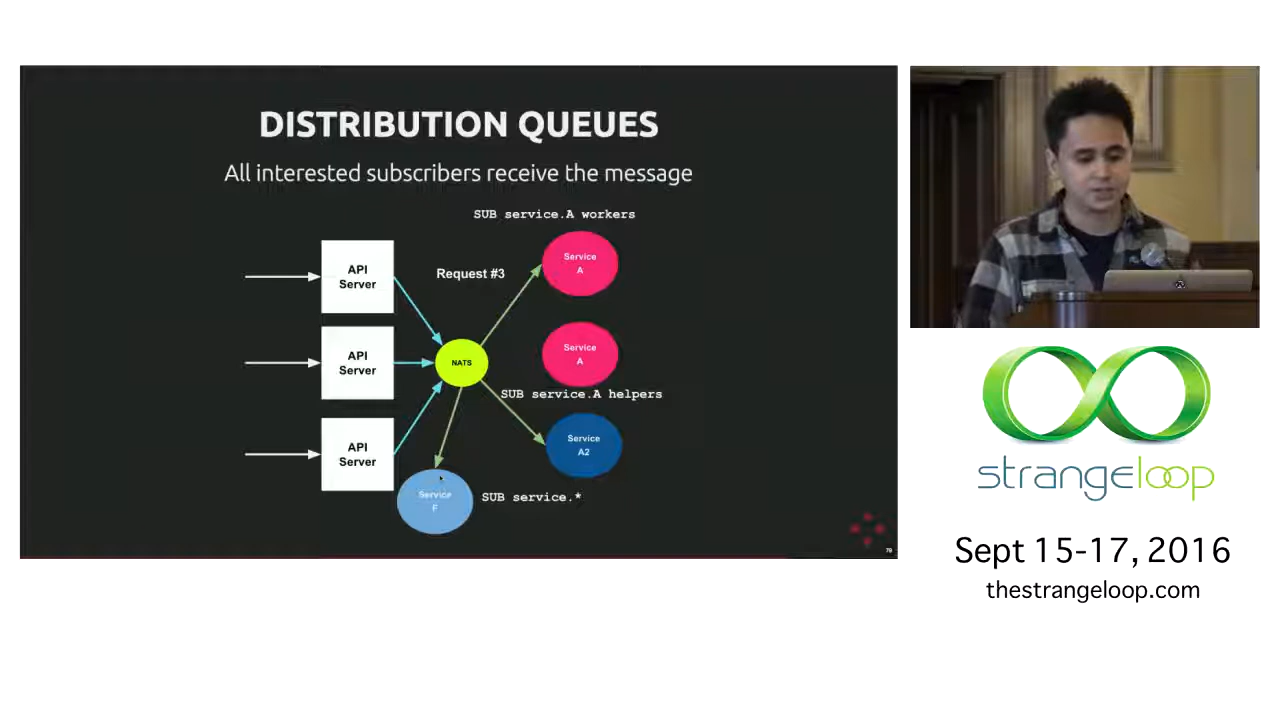 DISTRIBUTION QUEUES
All interested subscribers receive the message
SUB service.A workers
API
Server
Request #3
Service
A
API
Server
NATS
Service
A
SUB service.A helpers
API
Server
Service
A2
Service
F
SUB service.*
79
strangeloop
Sept 15-17, 2016
thestrangeloop.com